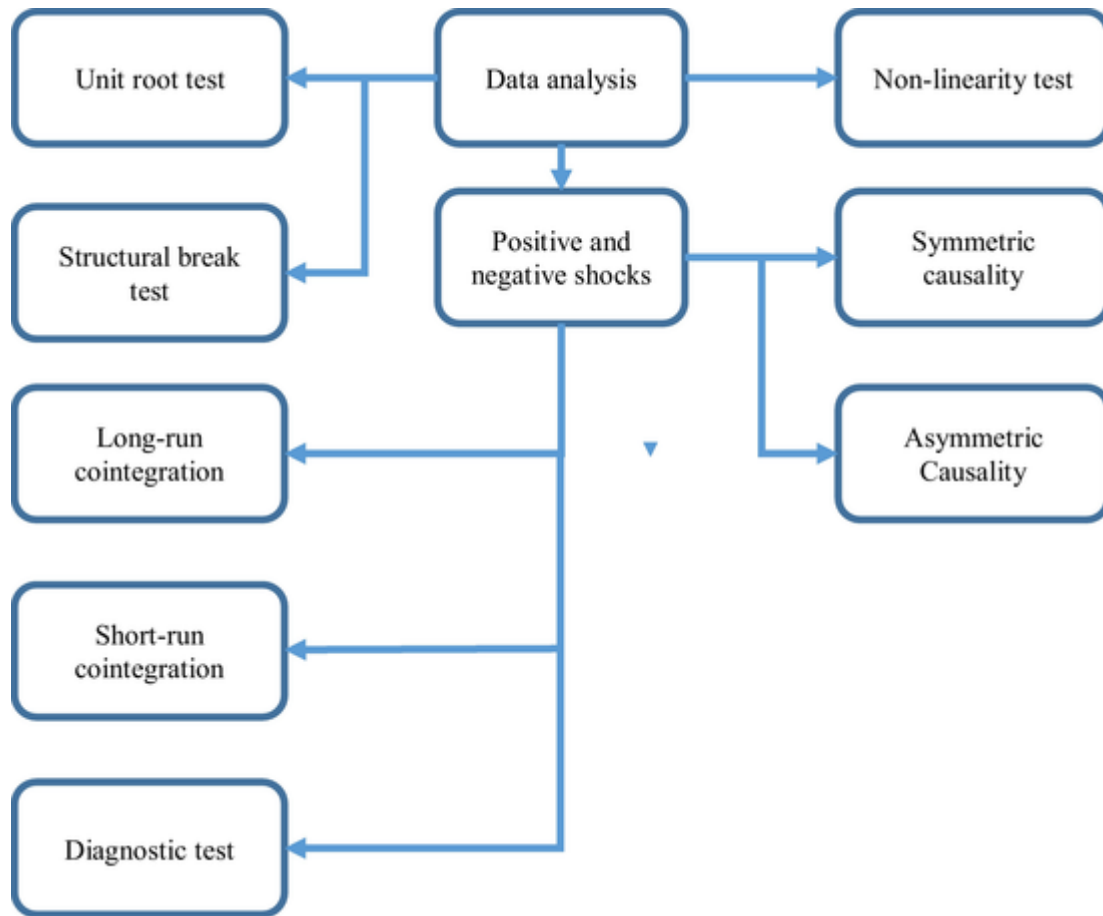 Unit root test
Data analysis
Non-linearity test
Structural break
test
Positive and
negative shocks
Symmetric
causality
Long-run
cointegration
Asymmetric
Causality
Short-run
cointegration
Diagnostic test